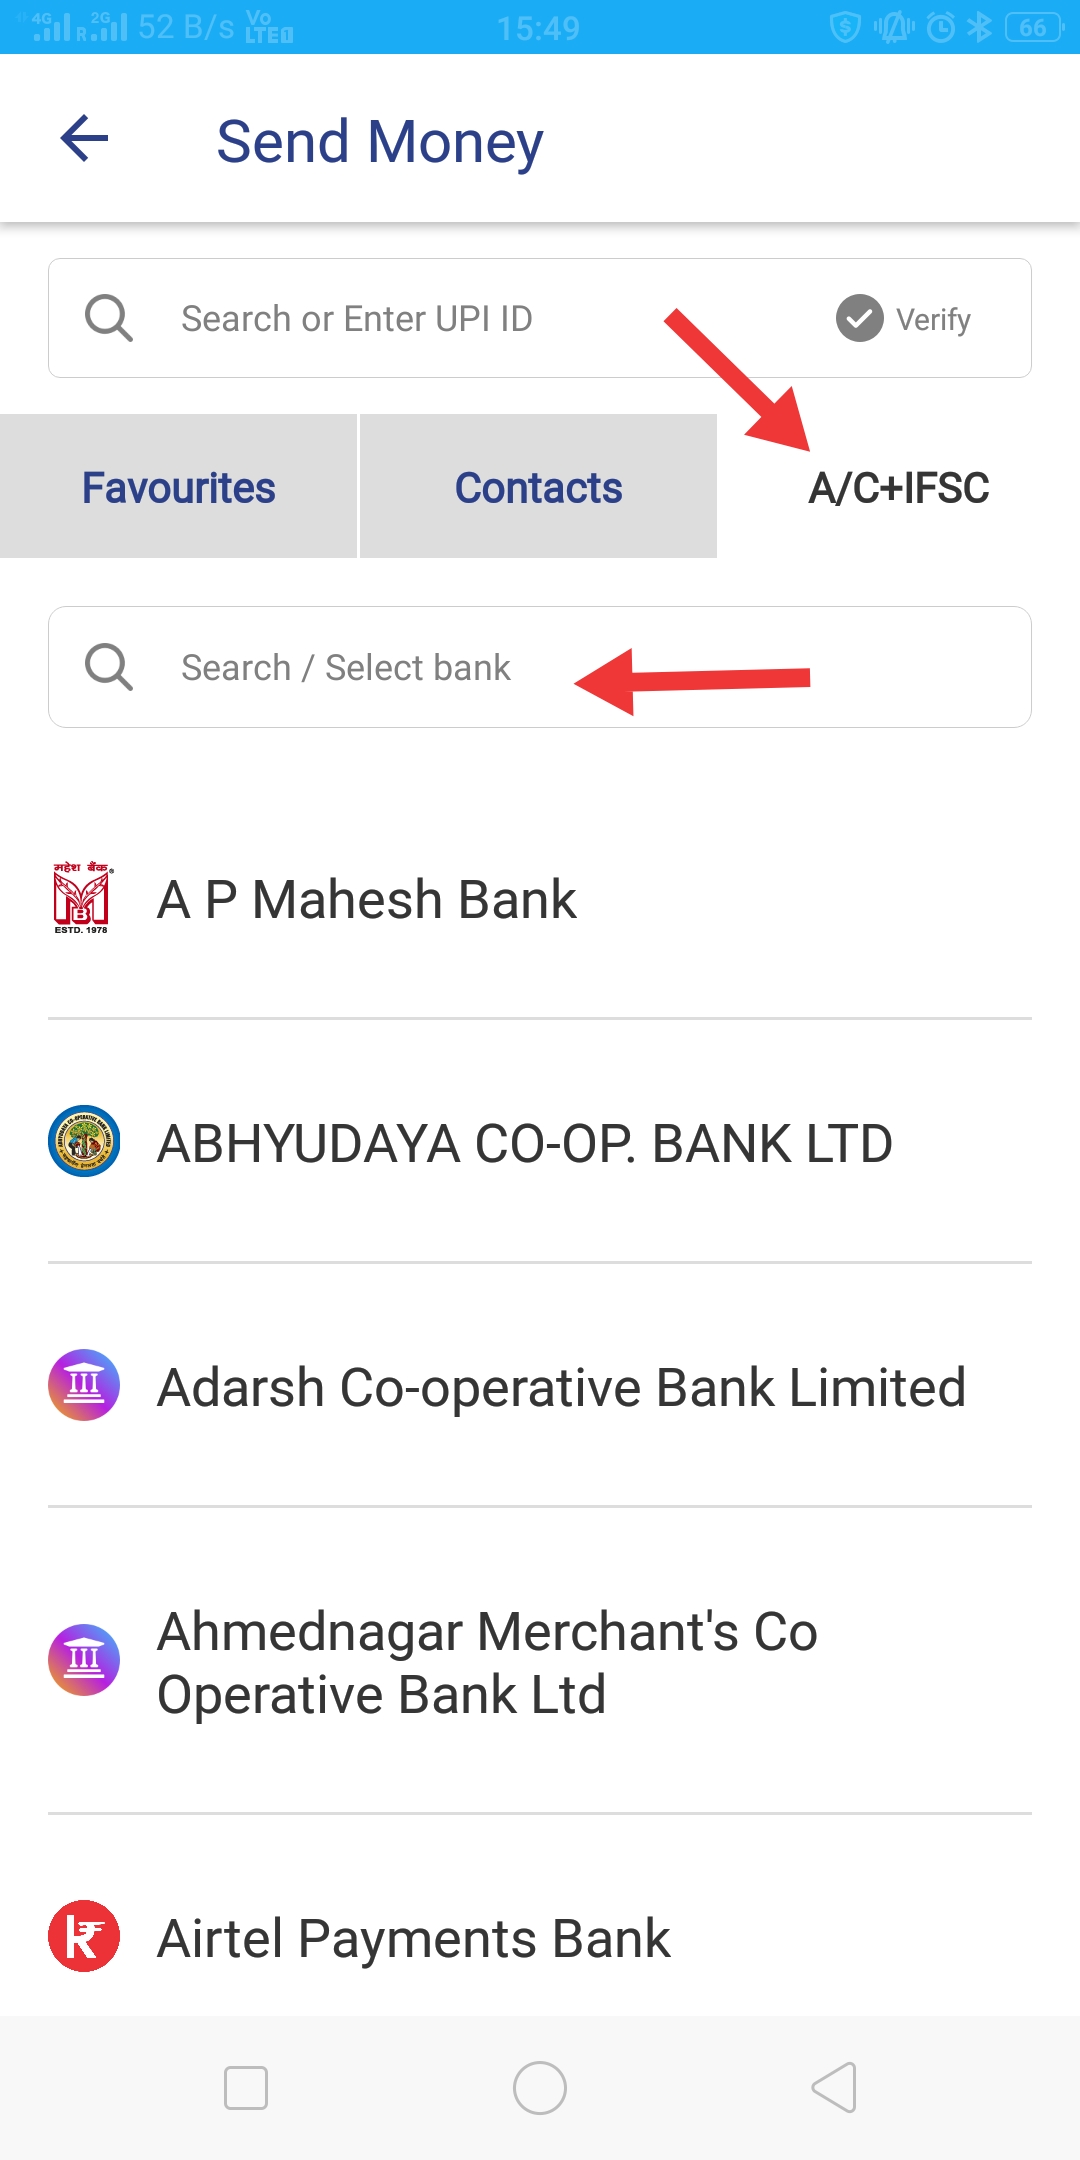 4G R 2G 52 B/s Vo LTE1 15:49 66
Send Money
Search or Enter UPI ID Verify
Favourites Contacts A/C+IFSC
Search / Select bank
महेश बैंक
MB
ESTD. 1978
A P Mahesh Bank
ABHYUDAYA CO-OP. BANK LTD
Adarsh Co-operative Bank Limited
Ahmednagar Merchant's Co
Operative Bank Ltd
Airtel Payments Bank